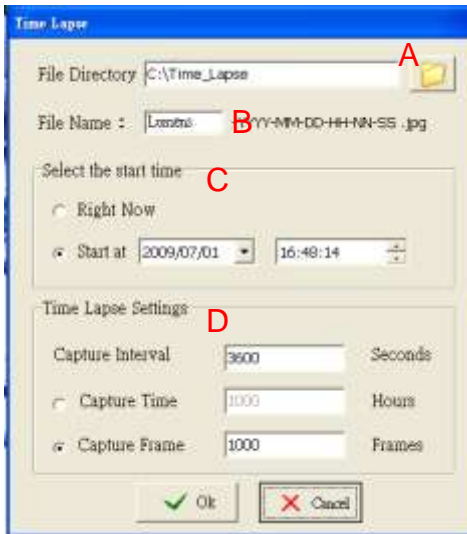 Time Lapse
A
File Directory C:\Time_Lapse
File Name : Lumens B -YYYY-MM-DD-HH-NN-SS .jpg
Select the start time C
Right Now
Start at 2009/07/01 16:48:14
Time Lapse Settings D
Capture Interval 3600 Seconds
Capture Time 1000 Hours
Capture Frame 1000 Frames
Ok Cancel